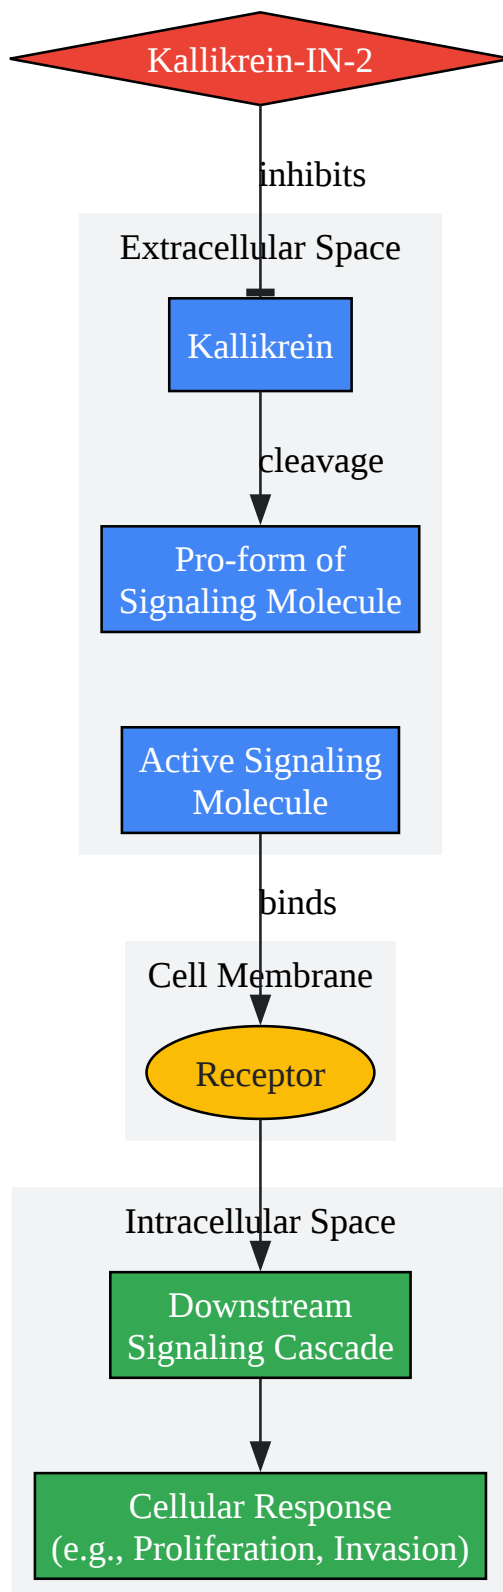 Kallikrein-IN-2
inhibits
Extracellular Space
Kallikrein
cleavage
Pro-form of
Signaling Molecule
Active Signaling
Molecule
binds
Cell Membrane
Receptor
Intracellular Space
Downstream
Signaling Cascade
Cellular Response
(e.g., Proliferation, Invasion)